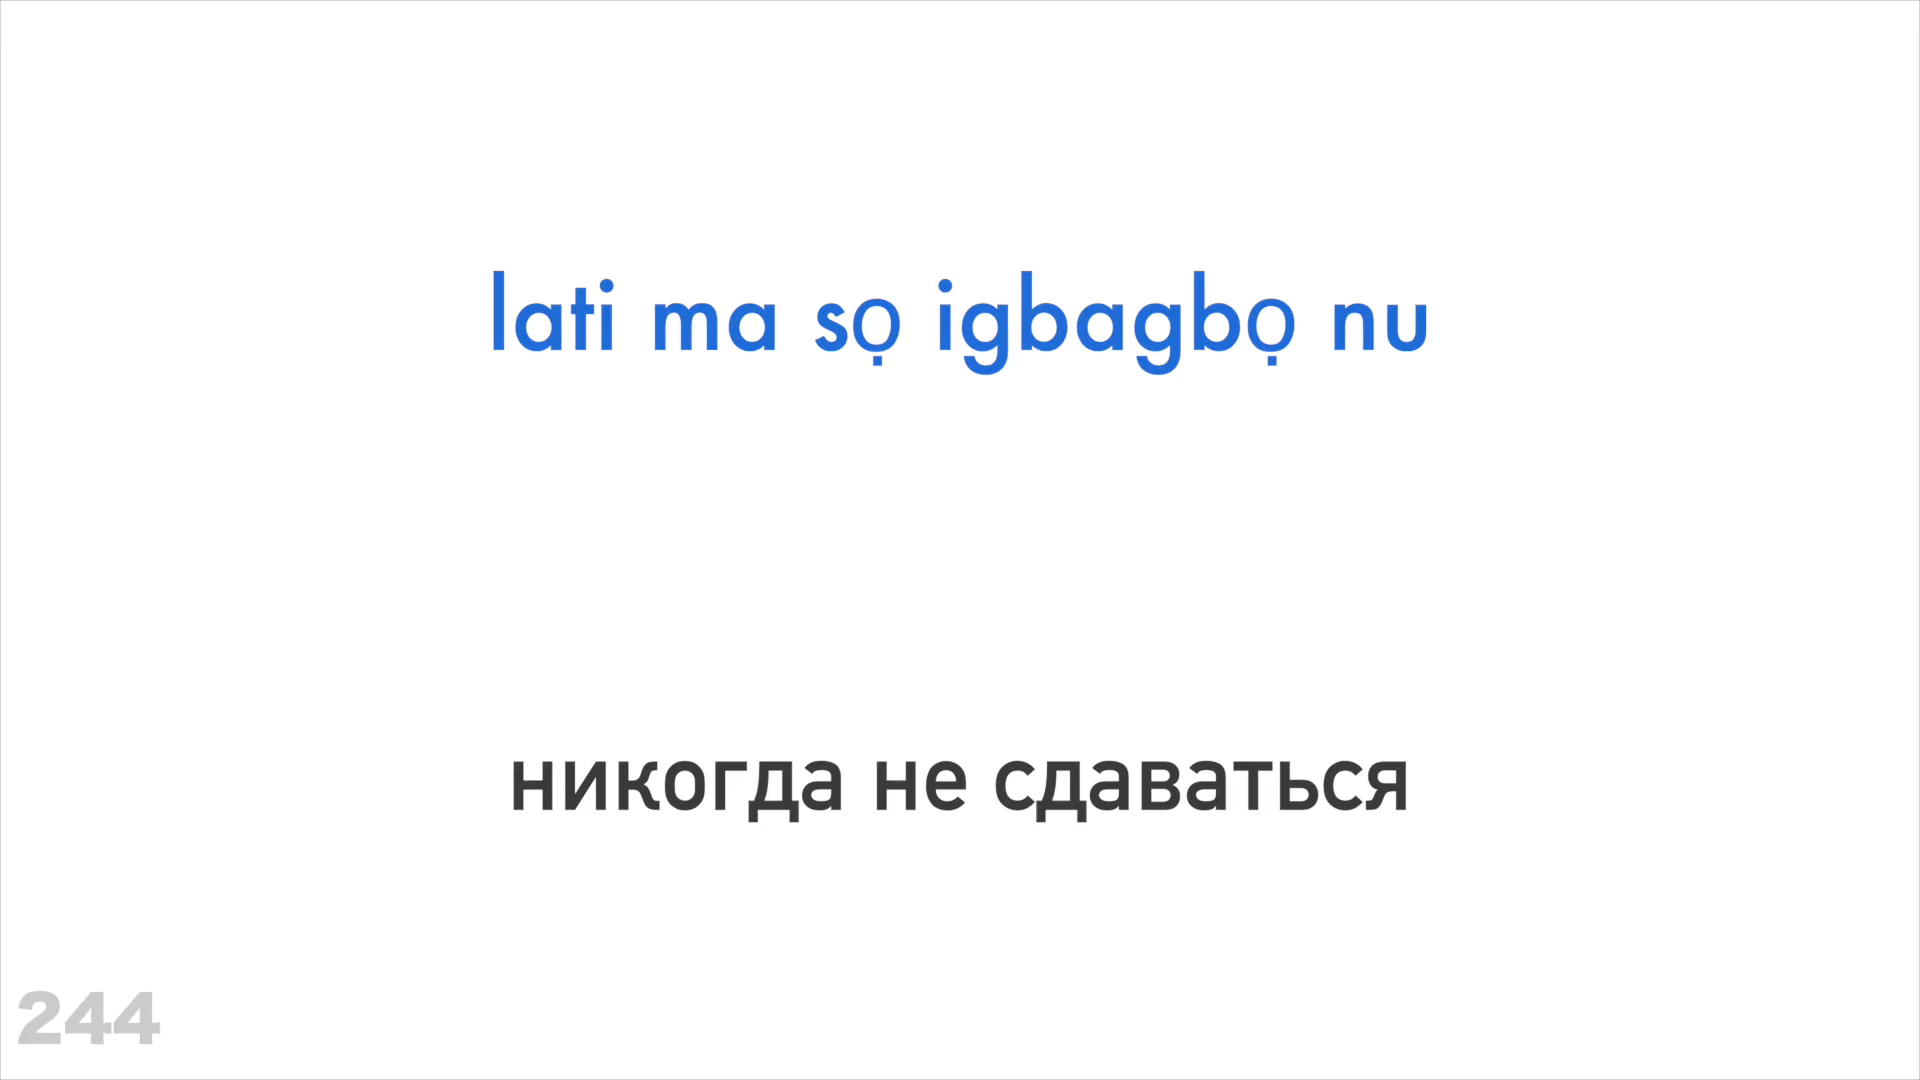 lati ma sọ igbagbọ nu
никогда не сдаваться
244